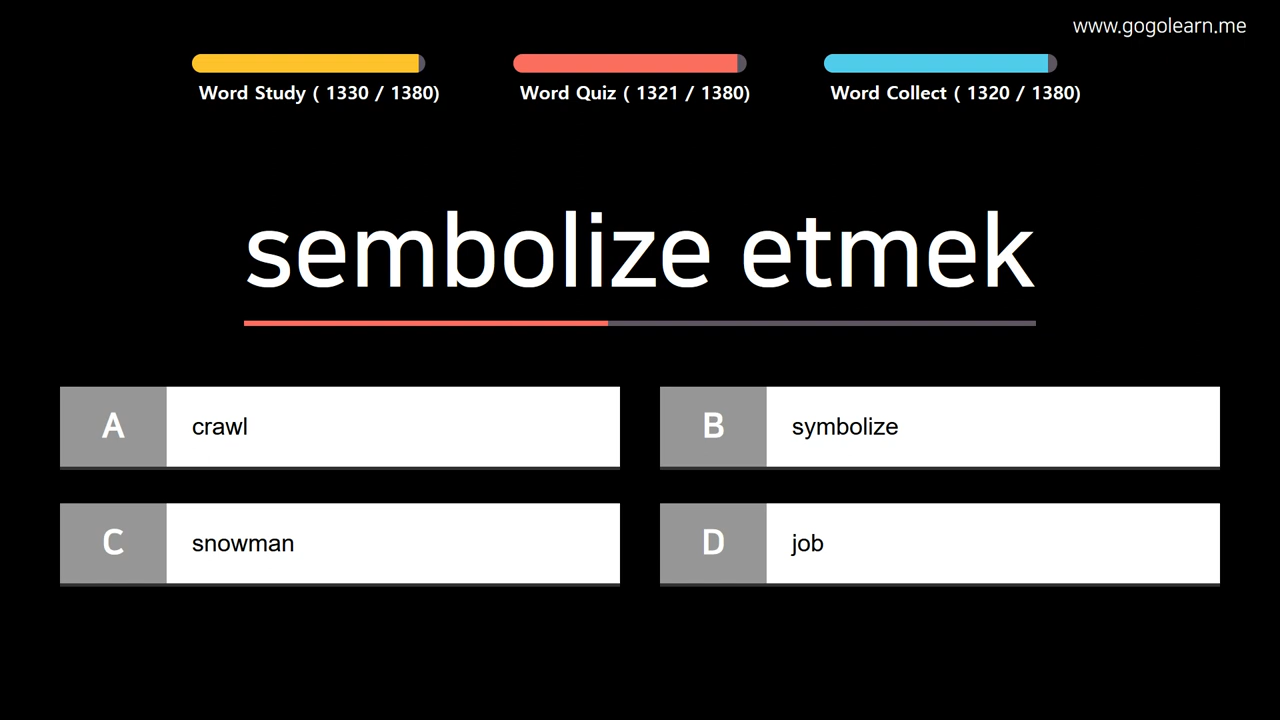 www.gogolearn.me
Word Study ( 1330 / 1380)
Word Quiz ( 1321 / 1380)
Word Collect ( 1320 / 1380)
sembolize etmek
A crawl
B symbolize
C snowman
D job